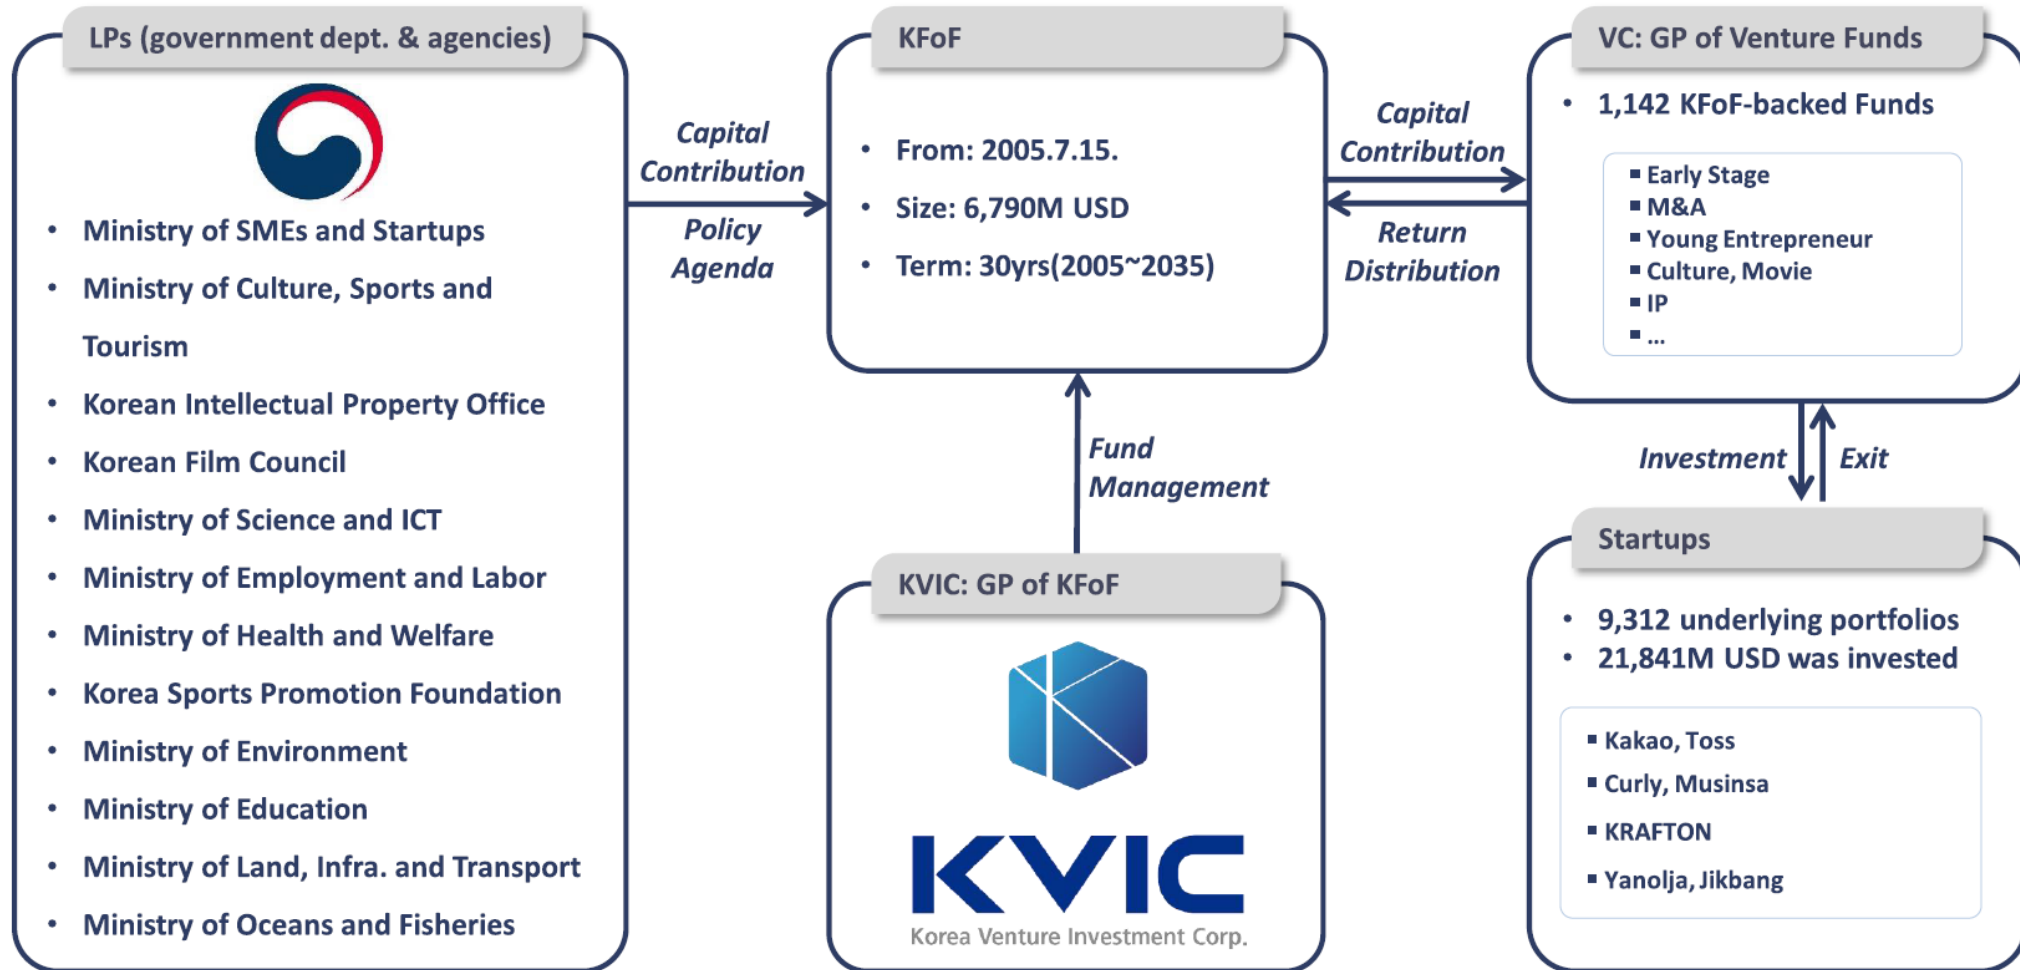 LPs (government dept. & agencies)
• Ministry of SMEs and Startups
• Ministry of Culture, Sports and
Tourism
• Korean Intellectual Property Office
• Korean Film Council
• Ministry of Science and ICT
• Ministry of Employment and Labor
• Ministry of Health and Welfare
• Korea Sports Promotion Foundation
• Ministry of Environment
• Ministry of Education
• Ministry of Land, Infra. and Transport
• Ministry of Oceans and Fisheries
Capital
Contribution
Policy
Agenda
KFoF
• From: 2005.7.15.
• Size: 6,790M USD
• Term: 30yrs(2005~2035)
Fund
Management
KVIC: GP of KFoF
KVIC
Korea Venture Investment Corp.
Capital
Contribution
Return
Distribution
VC: GP of Venture Funds
• 1,142 KFoF-backed Funds
▪ Early Stage
▪ M&A
▪ Young Entrepreneur
▪ Culture, Movie
▪ IP
▪ ...
Investment
Exit
Startups
• 9,312 underlying portfolios
• 21,841M USD was invested
▪ Kakao, Toss
▪ Curly, Musinsa
▪ KRAFTON
▪ Yanolja, Jikbang